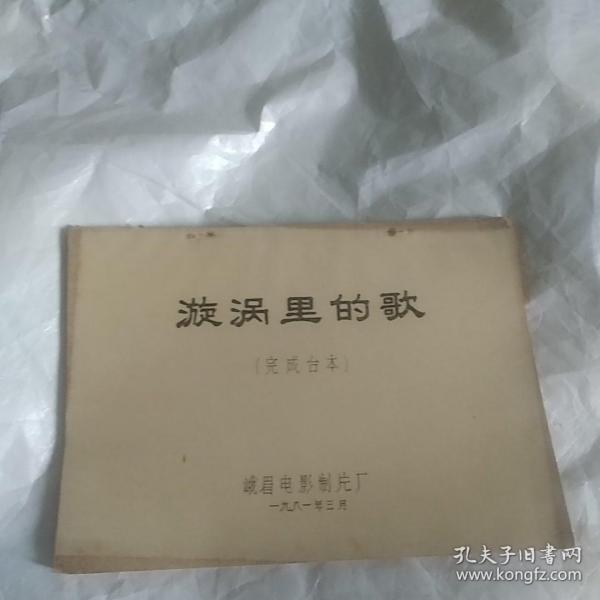 漩涡里的歌
(完成台本)
峨眉电影制片厂
一九八一年三月
孔夫子旧书网
www.kongfz.com